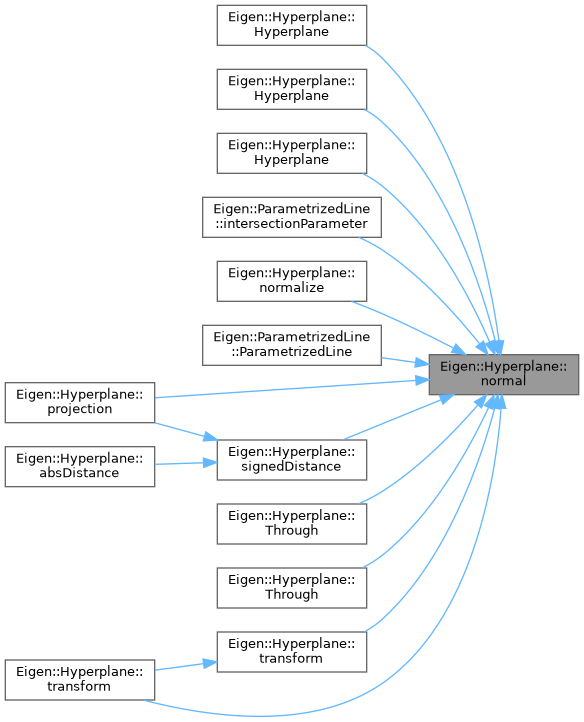 Eigen::Hyperplane::
Hyperplane
Eigen::Hyperplane::
Hyperplane
Eigen::Hyperplane::
Hyperplane
Eigen::ParametrizedLine
::intersectionParameter
Eigen::Hyperplane::
normalize
Eigen::ParametrizedLine
::ParametrizedLine
Eigen::Hyperplane::
normal
Eigen::Hyperplane::
projection
Eigen::Hyperplane::
signedDistance
Eigen::Hyperplane::
absDistance
Eigen::Hyperplane::
Through
Eigen::Hyperplane::
Through
Eigen::Hyperplane::
transform
Eigen::Hyperplane::
transform